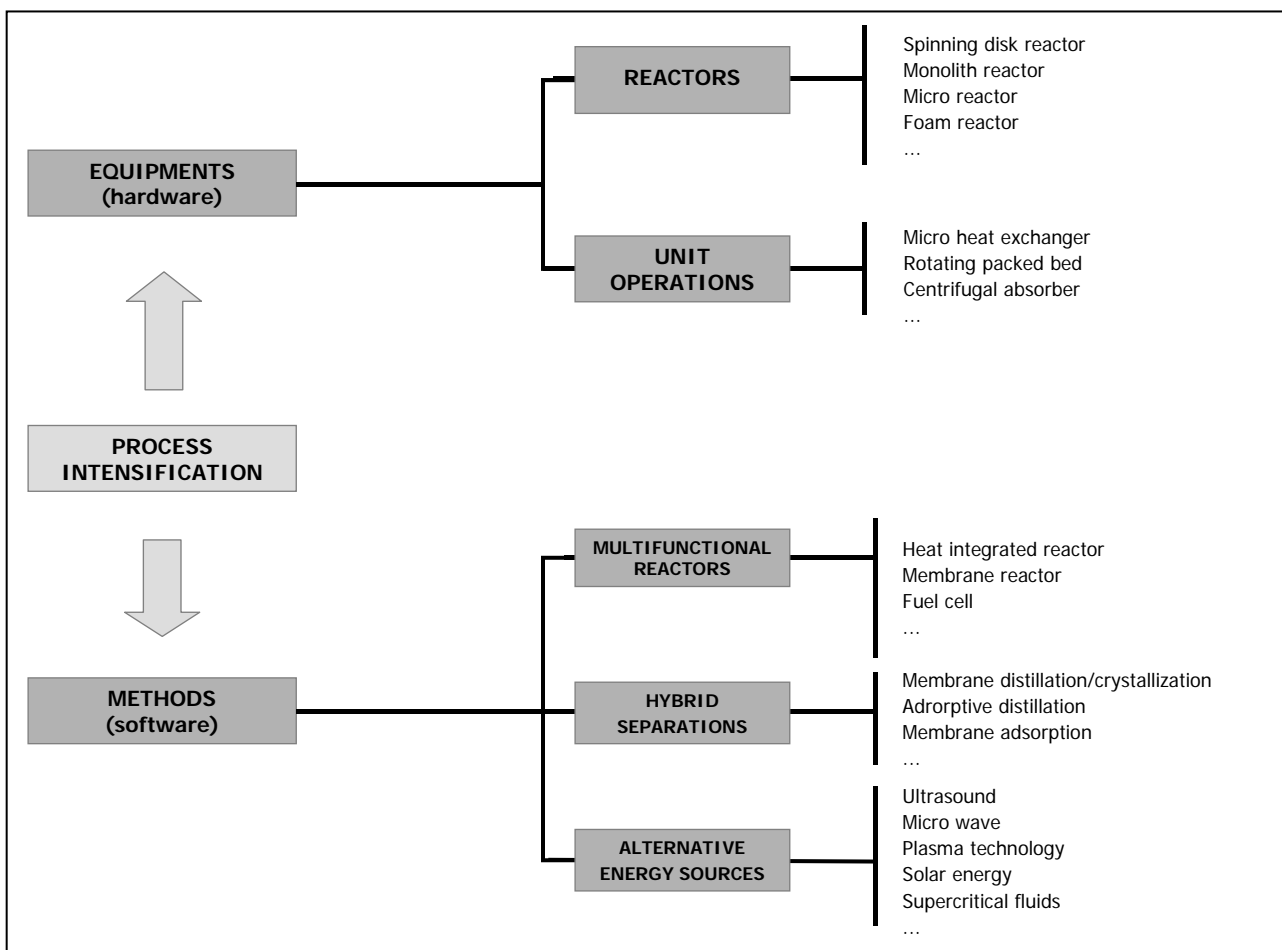 REACTORS
Spinning disk reactor
Monolith reactor
Micro reactor
Foam reactor
…
EQUIPMENTS
(hardware)
UNIT
OPERATIONS
Micro heat exchanger
Rotating packed bed
Centrifugal absorber
…
PROCESS
INTENSIFICATION
MULTIFUNCTIONAL
REACTORS
Heat integrated reactor
Membrane reactor
Fuel cell
…
METHODS
(software)
HYBRID
SEPARATIONS
Membrane distillation/crystallization
Adrorptive distillation
Membrane adsorption
…
ALTERNATIVE
ENERGY SOURCES
Ultrasound
Micro wave
Plasma technology
Solar energy
Supercritical fluids
…